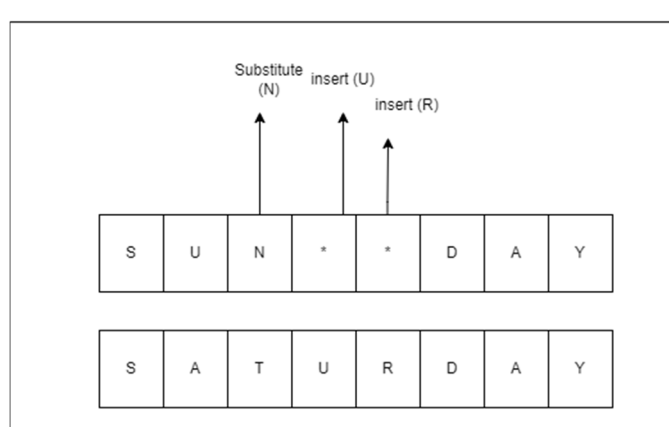 Substitute
(N)
insert (U)
insert (R)
S U N * * D A Y
S A T U R D A Y